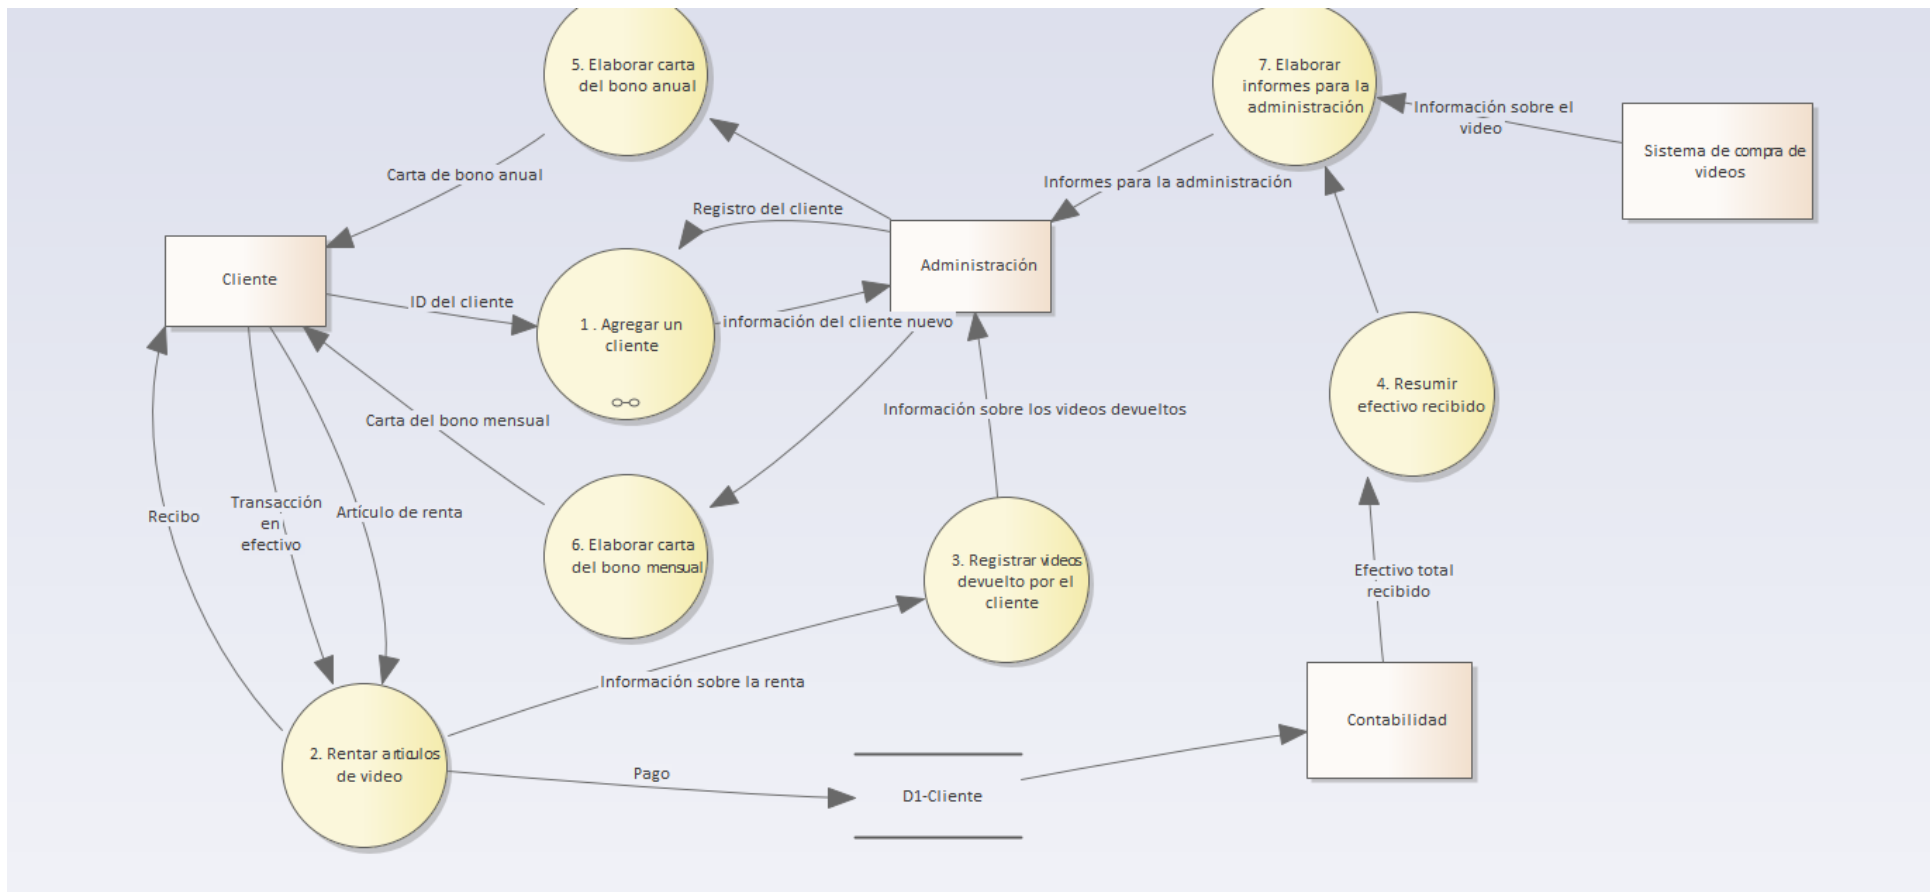 5. Elaborar carta
del bono anual
7. Elaborar
informes para la
administración
Información sobre el
video
Sistema de compra de
videos
Carta de bono anual
Informes para la administración
Registro del cliente
Cliente
Administración
ID del cliente
1 . Agregar un
cliente
información del cliente nuevo
4. Resumir
efectivo recibido
Carta del bono mensual
Información sobre los videos devueltos
Recibo
Transacción
en
efectivo
Artículo de renta
6. Elaborar carta
del bono mensual
3. Registrar videos
devuelto por el
cliente
Efectivo total
recibido
Información sobre la renta
Contabilidad
2. Rentar articulos
de video
Pago
D1-Cliente